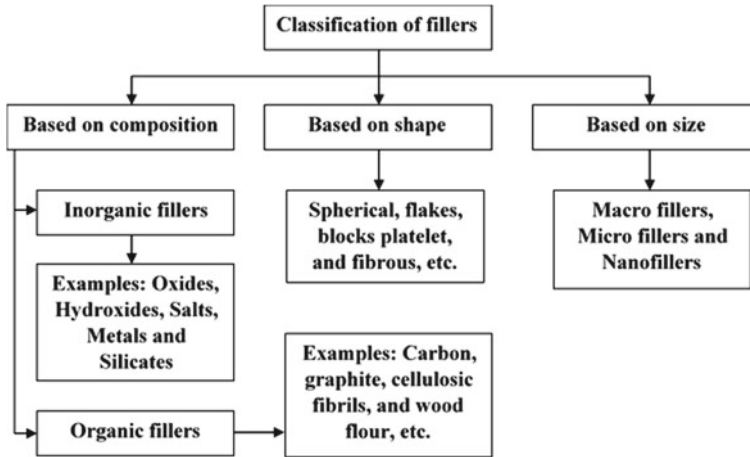 Classification of fillers
Based on composition
Based on shape
Based on size
Inorganic fillers
Spherical, flakes,
blocks platelet,
and fibrous, etc.
Macro fillers,
Micro fillers and
Nanofillers
Examples: Oxides,
Hydroxides, Salts,
Metals and
Silicates
Examples: Carbon,
graphite, cellulosic
fibrils, and wood
flour, etc.
Organic fillers